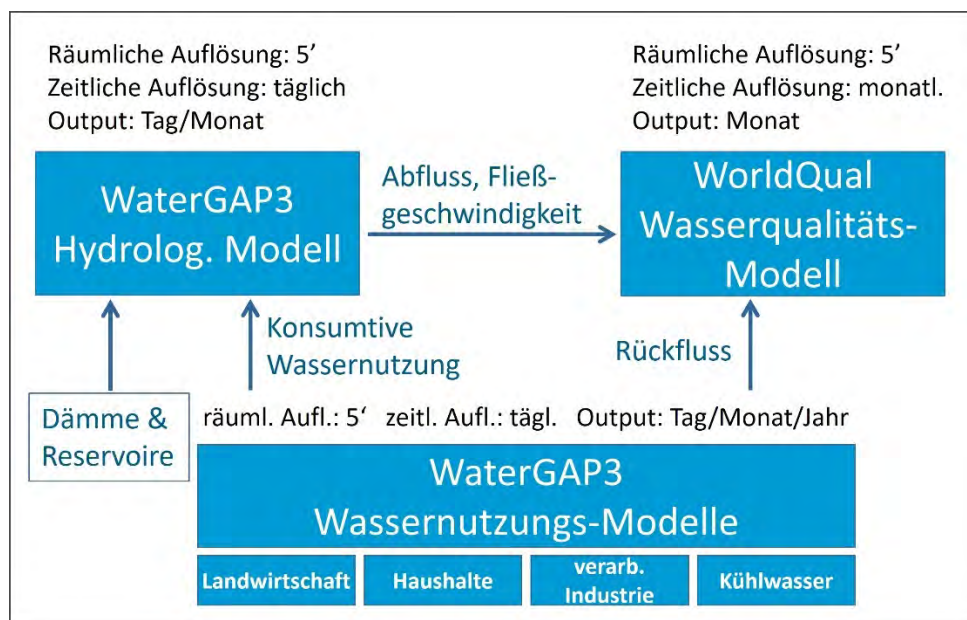 Räumliche Auflösung: 5’
Zeitliche Auflösung: täglich
Output: Tag/Monat
Räumliche Auflösung: 5’
Zeitliche Auflösung: monatl.
Output: Monat
WaterGAP3
Hydrolog. Modell
Abfluss, Fließ-
geschwindigkeit
WorldQual
Wasserqualitäts-
Modell
Konsumtive
Wassernutzung
Rückfluss
Dämme &
Reservoire
räuml. Aufl.: 5‘ zeitl. Aufl.: tägl. Output: Tag/Monat/Jahr
WaterGAP3
Wassernutzungs-Modelle
Landwirtschaft
Haushalte
verarb.
Industrie
Kühlwasser